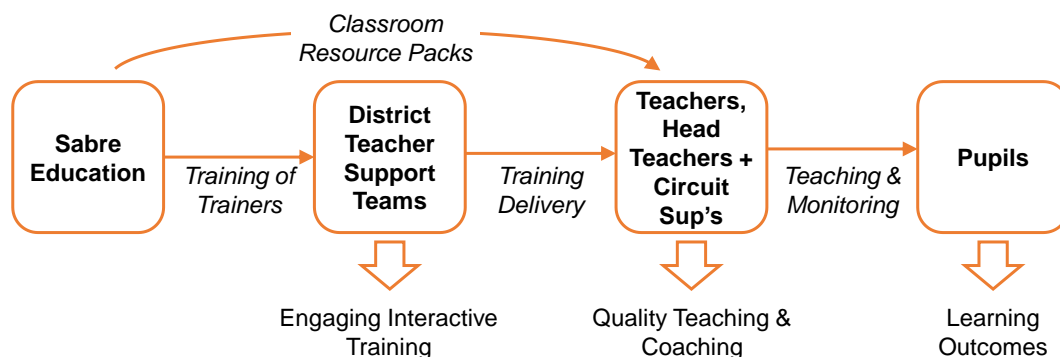 Classroom
Resource Packs
Sabre
Education
Training of
Trainers
District
Teacher
Support
Teams
Training
Delivery
Teachers,
Head
Teachers +
Circuit
Sup’s
Teaching &
Monitoring
Pupils
Engaging Interactive
Training
Quality Teaching &
Coaching
Learning
Outcomes